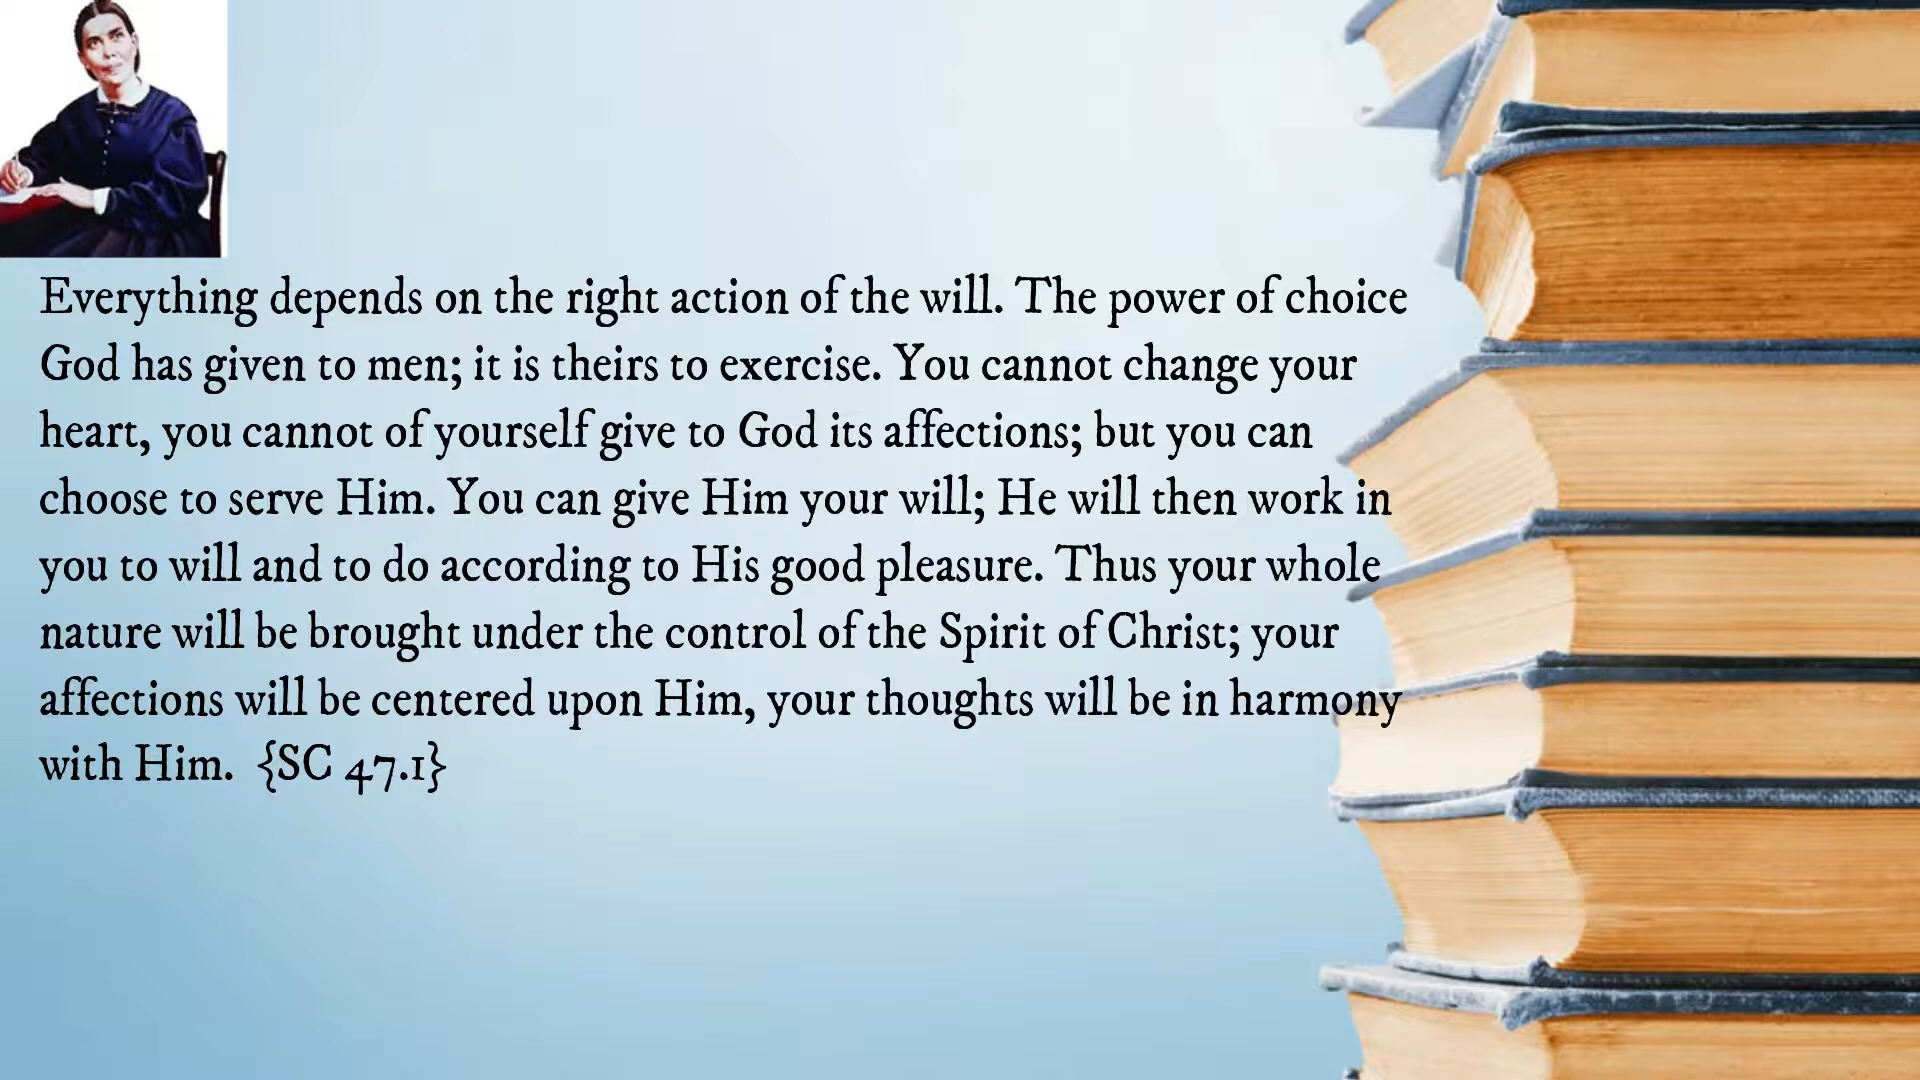 Everything depends on the right action of the will. The power of choice
God has given to men; it is theirs to exercise. You cannot change your
heart, you cannot of yourself give to God its affections; but you can
choose to serve Him. You can give Him your will; He will then work in
you to will and to do according to His good pleasure. Thus your whole
nature will be brought under the control of the Spirit of Christ; your
affections will be centered upon Him, your thoughts will be in harmony
with Him.  {SC 47.1}